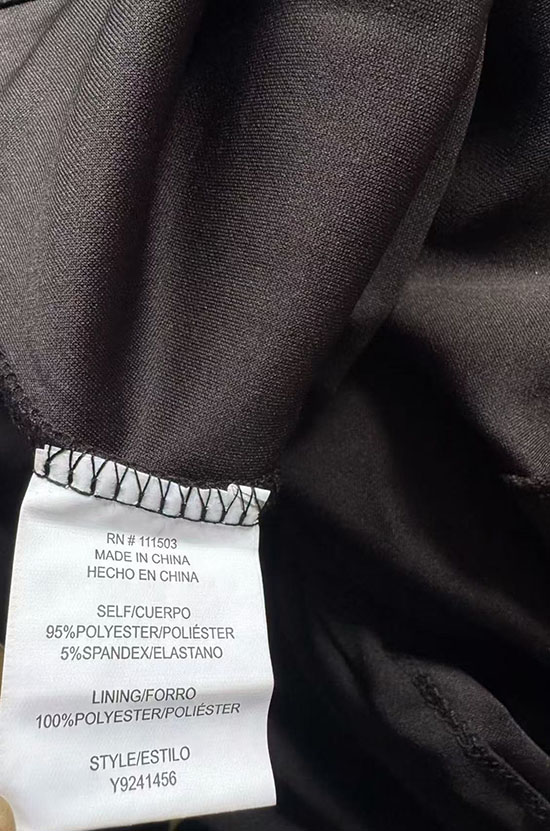 RN # 111503
MADE IN CHINA
HECHO EN CHINA
SELF/CUERPO
95%POLYESTER/POLIÉSTER
5%SPANDEX/ELASTANO
LINING/FORRO
100%POLYESTER/POLIÉSTER
STYLE/ESTILO
Y9241456